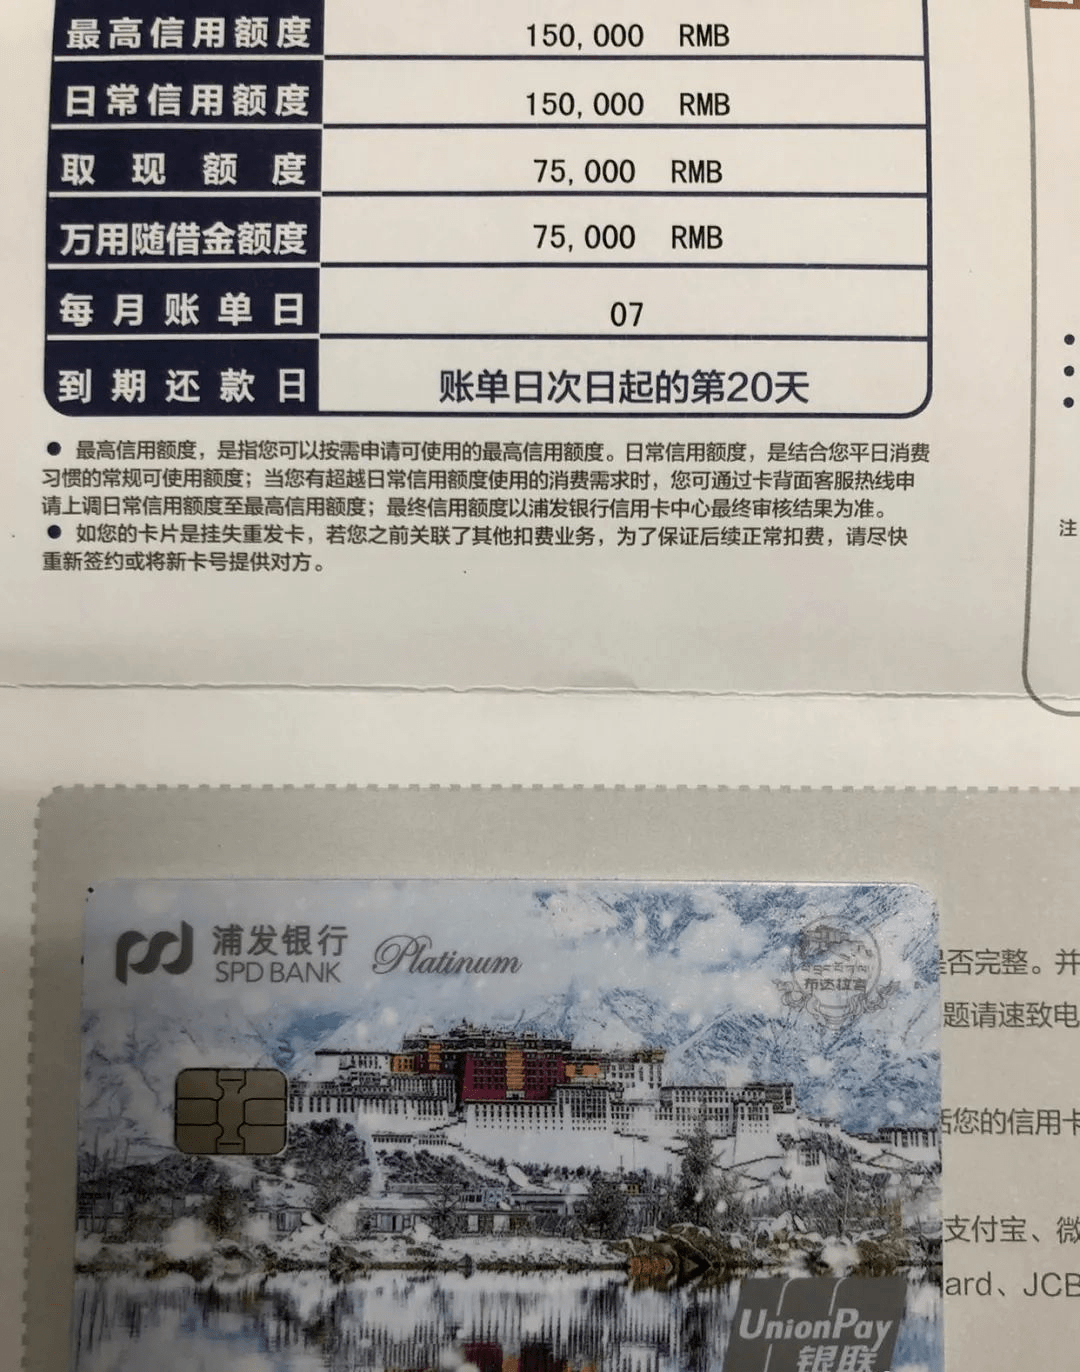 最高信用额度 150,000 RMB
日常信用额度 150,000 RMB
取现额度 75,000 RMB
万用随借金额度 75,000 RMB
每月账单日 07
到期还款日 账单日次日起的第20天
● 最高信用额度，是指您可以按需申请可使用的最高信用额度。日常信用额度，是结合您平日消费
习惯的常规可使用额度；当您有超越日常信用额度使用的消费需求时，您可通过卡背面客服热线申
请上调日常信用额度至最高信用额度；最终信用额度以浦发银行信用卡中心最终审核结果为准。
● 如您的卡片是挂失重发卡，若您之前关联了其他扣费业务，为了保证后续正常扣费，请尽快
重新签约或将新卡号提供对方。
注
浦发银行
SPD BANK
Platinum
布达拉宫
是否完整。并
题请速致电
您的信用卡
支付宝、微
ard、JCB
UnionPay
银联